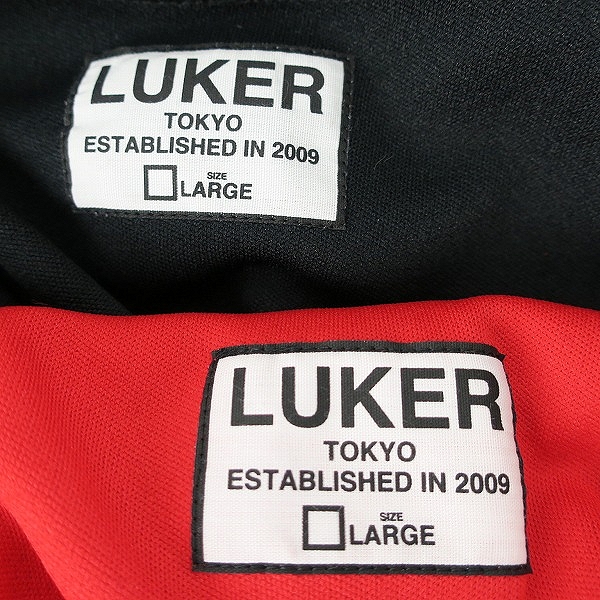 LUKER
TOKYO
ESTABLISHED IN 2009
SIZE
LARGE
LUKER
TOKYO
ESTABLISHED IN 2009
SIZE
LARGE